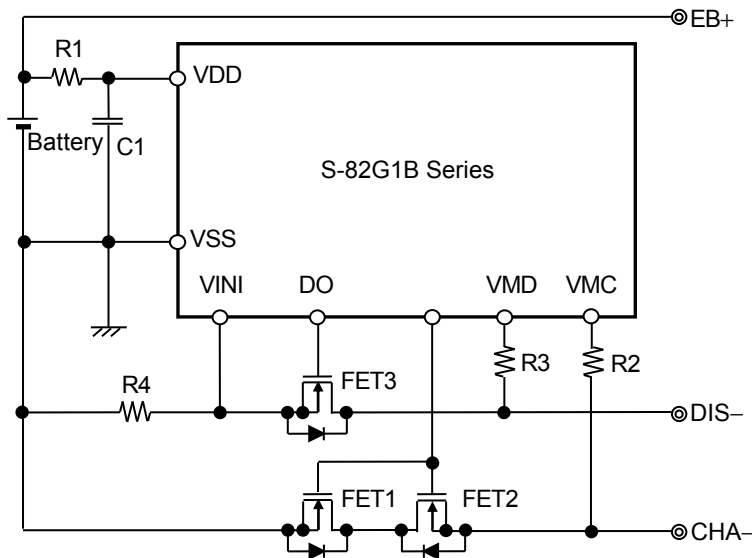 EB+
R1
VDD
Battery
C1
S-82G1B Series
VSS
VINI
DO
VMD
VMC
R3
R2
R4
FET3
DIS−
FET1
FET2
CHA−